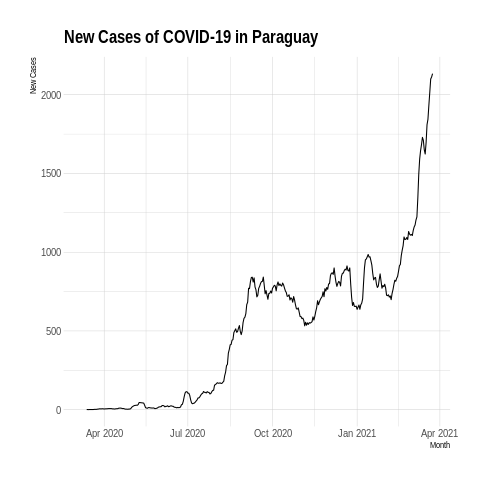 New Cases of COVID-19 in Paraguay
New Cases
2000
1500
1000
500
0
Apr 2020 Jul 2020 Oct 2020 Jan 2021 Apr 2021
Month